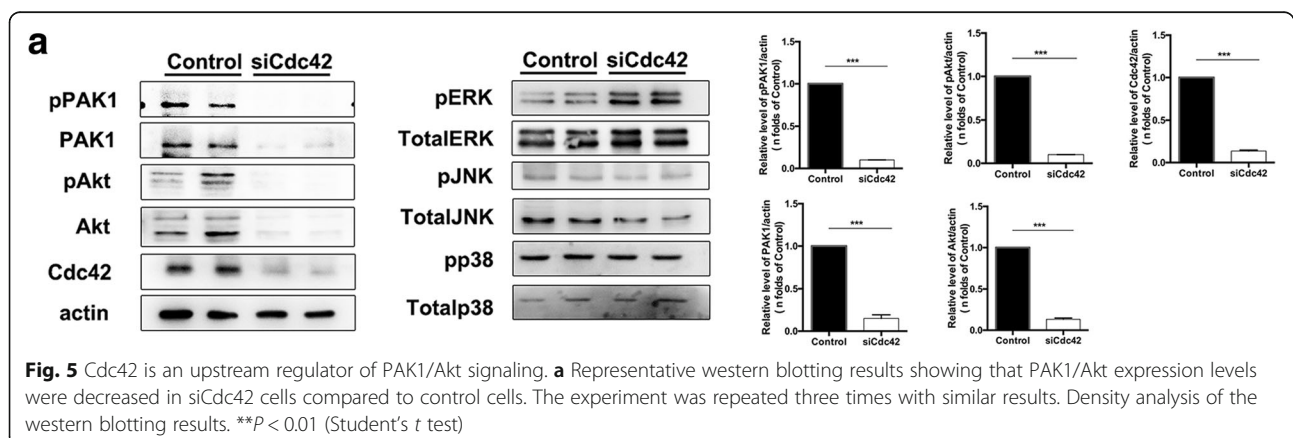 a
Control siCdc42
pPAK1
PAK1
pAkt
Akt
Cdc42
actin
Control siCdc42
pERK
TotalERK
pJNK
TotalJNK
pp38
Totalp38
Relative level of pPAK1/actin
( n folds of Control)
1.5
1.0
0.5
0.0
***
Control siCdc42
Relative level of pAkt/actin
( n folds of Control)
1.5
1.0
0.5
0.0
***
Control siCdc42
Relative level of Cdc42/actin
( n folds of Control)
1.5
1.0
0.5
0.0
***
Control siCdc42
Relative level of PAK1/actin
( n folds of Control)
1.5
1.0
0.5
0.0
***
Control siCdc42
Relative level of Akt/actin
( n folds of Control)
1.5
1.0
0.5
0.0
***
Control siCdc42
Fig. 5 Cdc42 is an upstream regulator of PAK1/Akt signaling. a Representative western blotting results showing that PAK1/Akt expression levels
were decreased in siCdc42 cells compared to control cells. The experiment was repeated three times with similar results. Density analysis of the
western blotting results. **P < 0.01 (Student's t test)